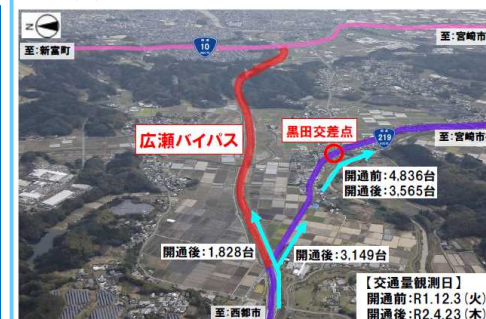 N
至:新富町
国道
10
至:宮崎市
広瀬バイパス
黒田交差点
国道
219
至:宮崎市
開通前:4,836台
開通後:3,565台
開通後:1,828台
開通後:3,149台
至:西都市
【交通量観測日】
開通前:R1.12.3(火)
開通後:R2.4.23(木)